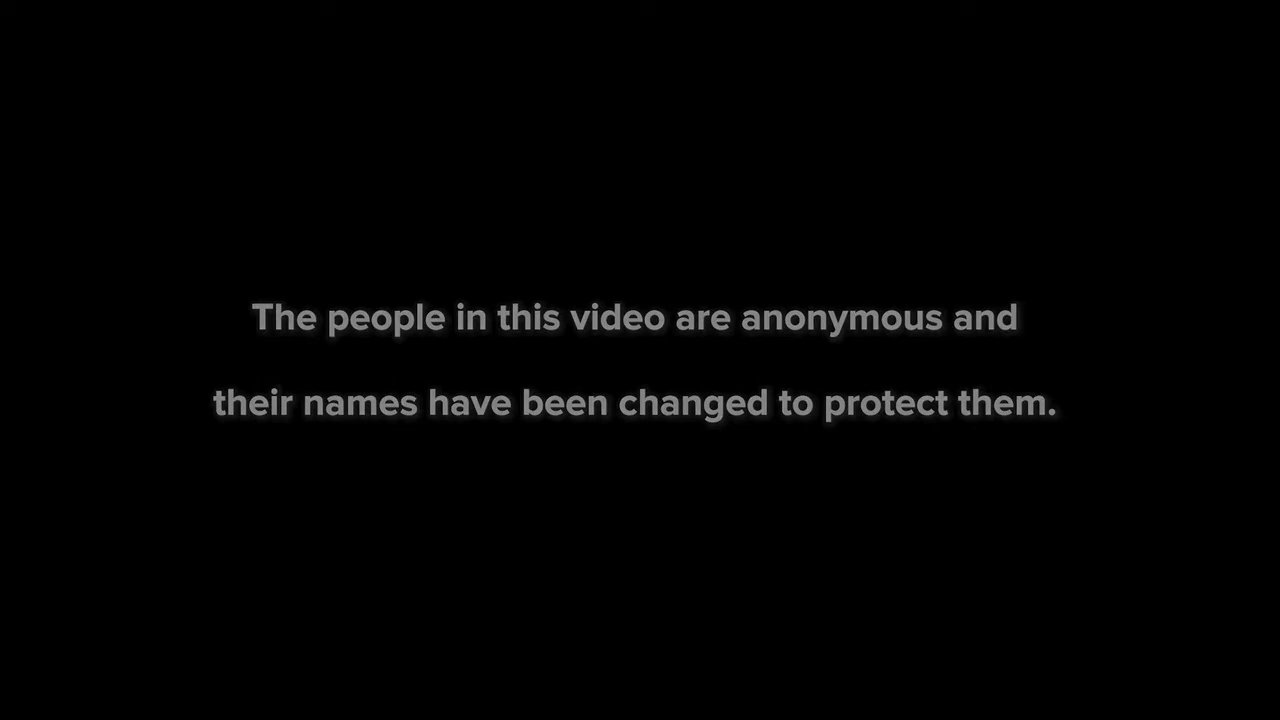 The people in this video are anonymous and
their names have been changed to protect them.